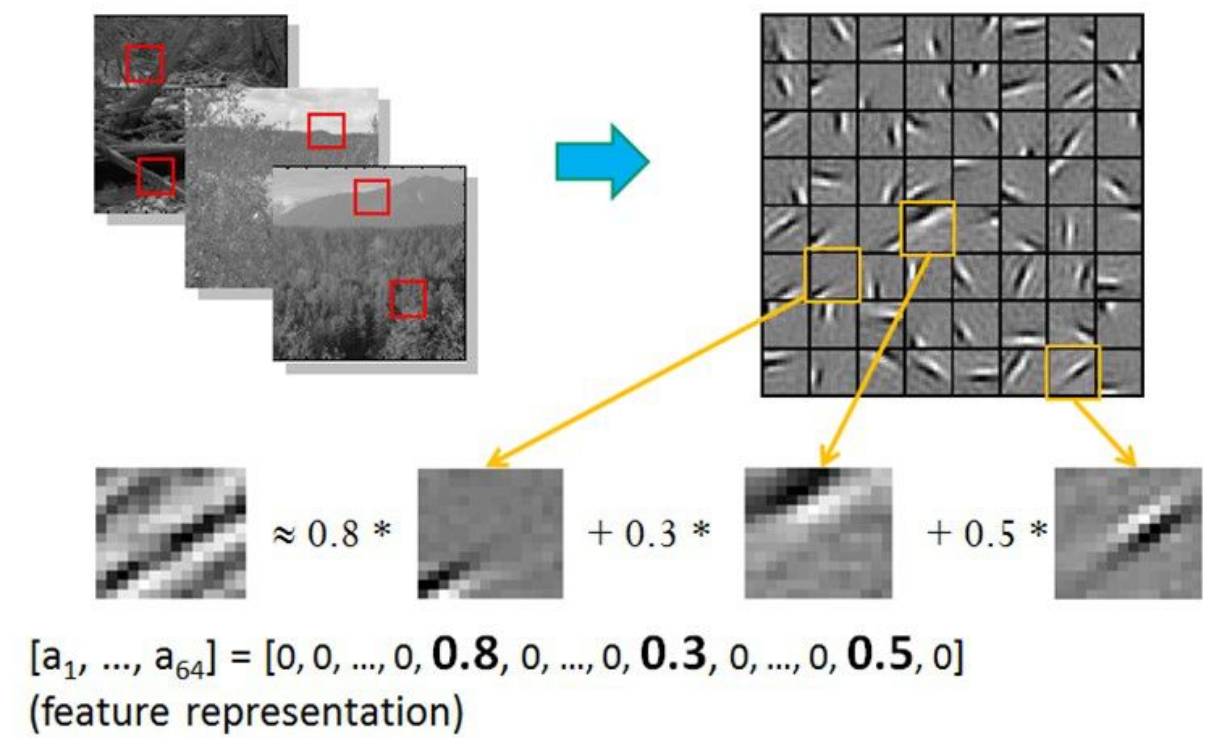 ≈ 0.8 * + 0.3 * + 0.5 *
[a₁, ..., a₆₄] = [0, 0, ..., 0, 0.8, 0, ..., 0, 0.3, 0, ..., 0, 0.5, 0]
(feature representation)